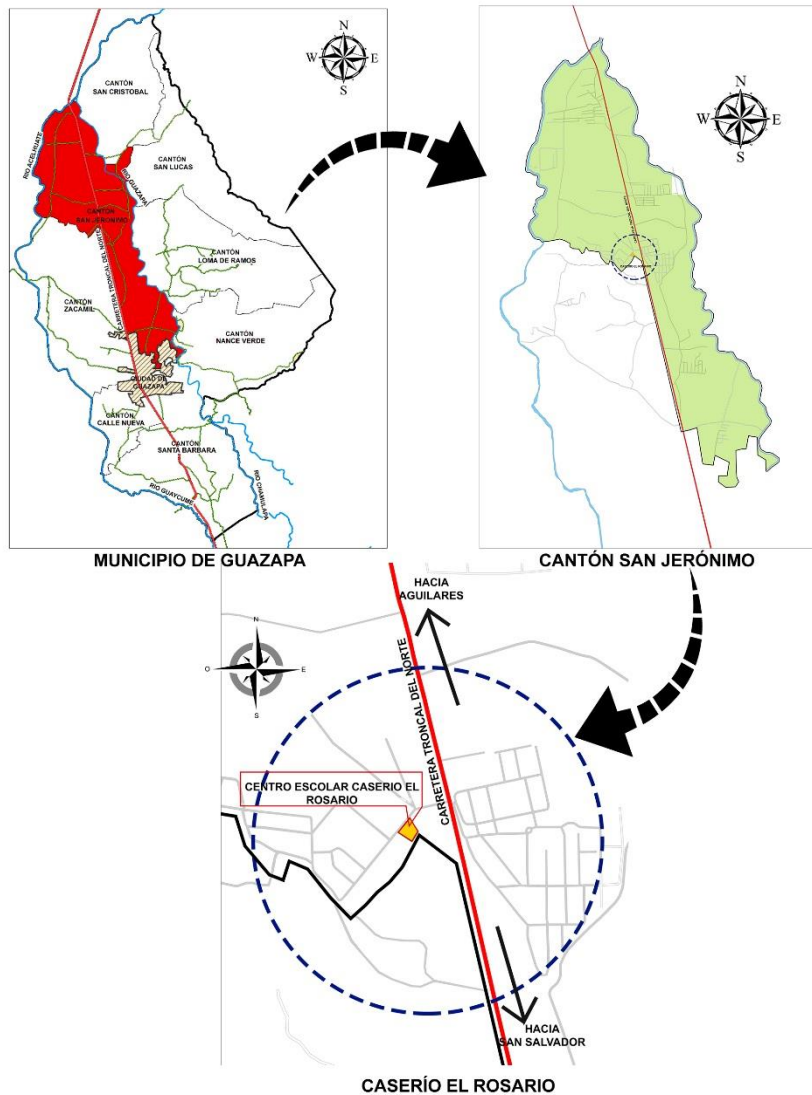 N
W
E
S
CANTÓN
SAN CRISTOBAL
RIO ACELHUATE
CANTÓN
SAN LUCAS
RIO GUAZAPA
CANTÓN
SAN JERÓNIMO
CANTÓN
LOMA DE RAMOS
CARRETERA TRONCAL DEL NORTE
CANTÓN
ZACAMIL
CANTÓN
NANCE VERDE
CIUDAD DE
GUAZAPA
CANTÓN
CALLE NUEVA
CANTÓN
SANTA BARBARA
RIO GUAYCUME
RIO CHAMULAPA
MUNICIPIO DE GUAZAPA
N
W
E
S
CANTÓN SAN JERÓNIMO
HACIA
AGUILARES
N
O
E
S
CARRETERA TRONCAL DEL NORTE
CENTRO ESCOLAR CASERIO EL
ROSARIO
HACIA
SAN SALVADOR
CASERÍO EL ROSARIO